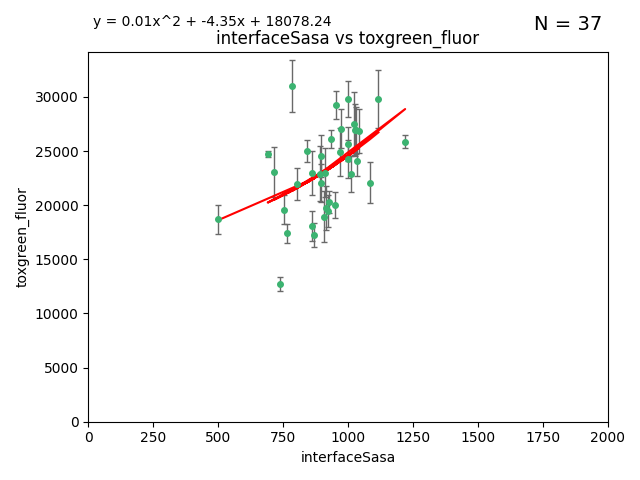 y = 0.01x^2 + -4.35x + 18078.24
N = 37
interfaceSasa vs toxgreen_fluor
toxgreen_fluor
30000
25000
20000
15000
10000
5000
0
0 250 500 750 1000 1250 1500 1750 2000
interfaceSasa